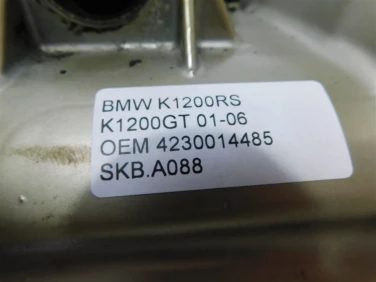 BMW K1200RS
K1200GT 01-06
OEM 4230014485
SKB.A088